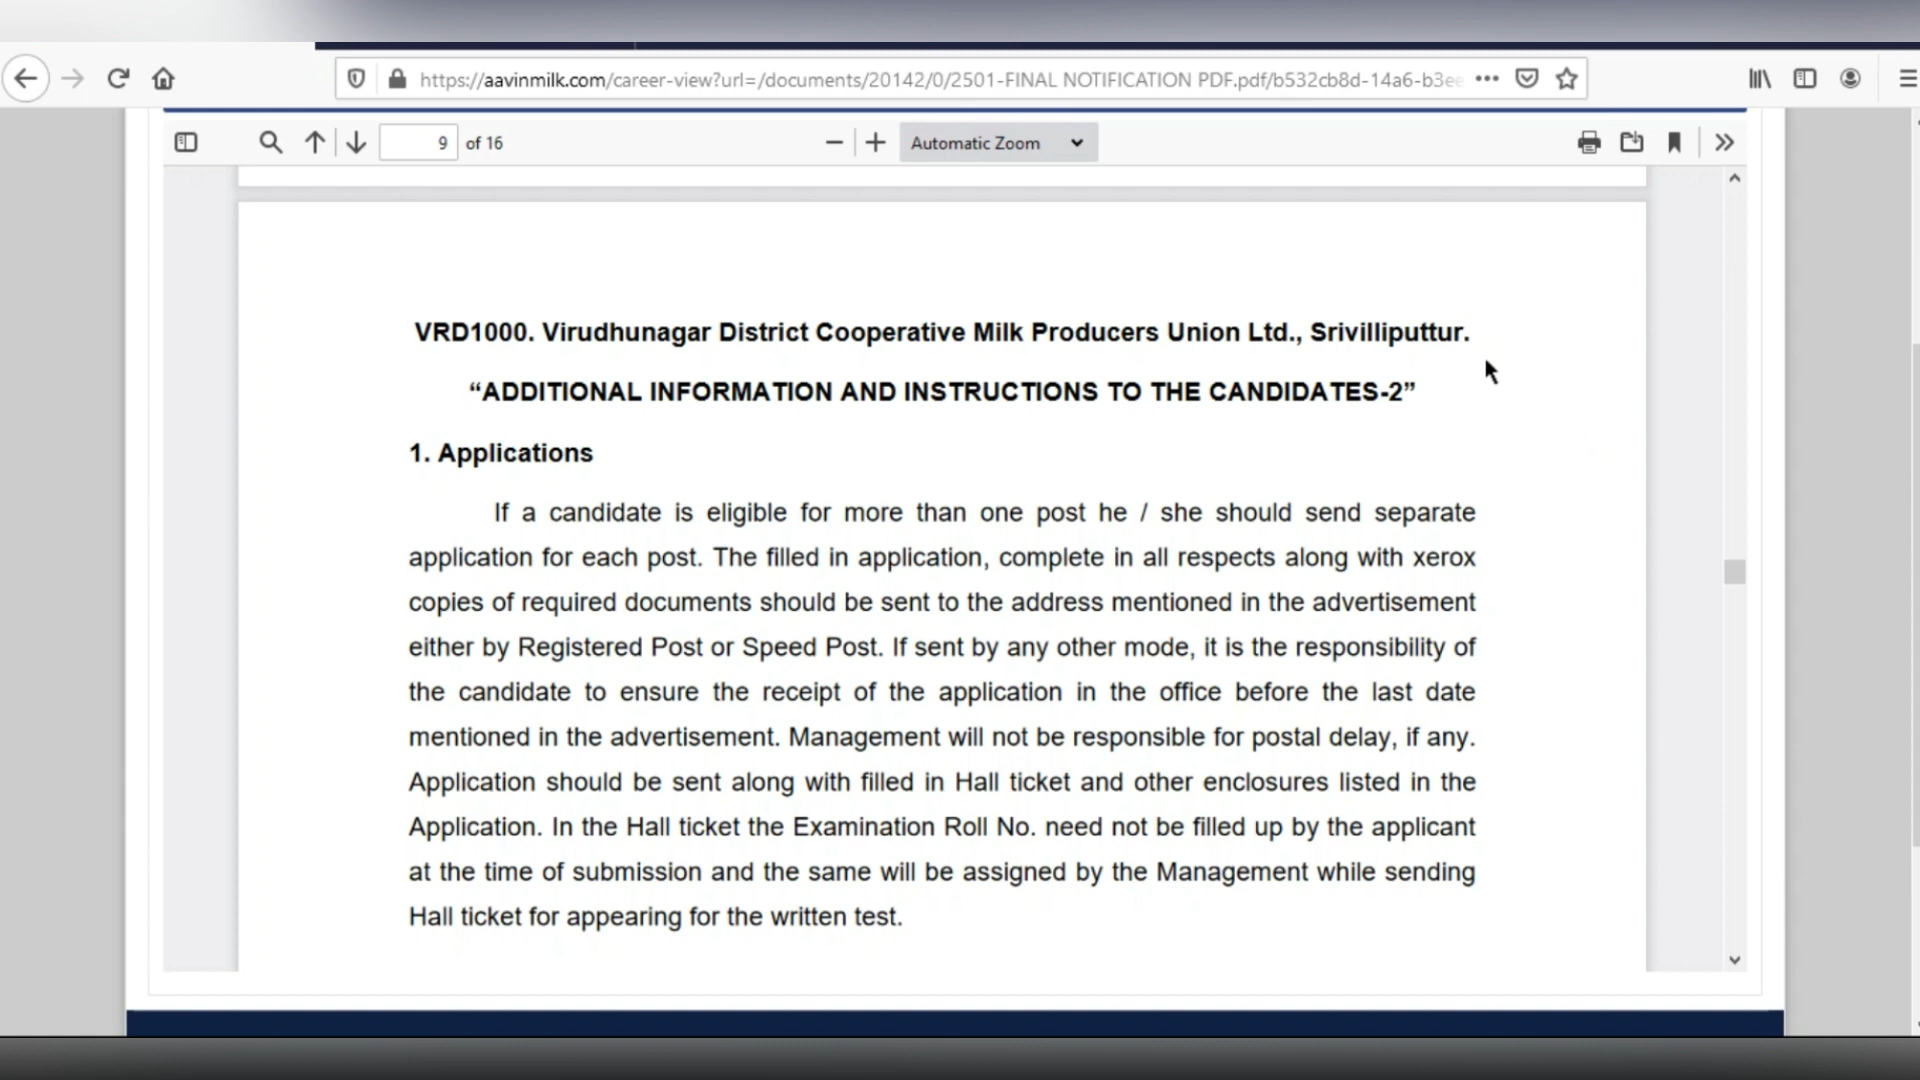 https://aavinmilk.com/career-view?url=/documents/20142/0/2501-FINAL NOTIFICATION PDF.pdf/b532cb8d-14a6-b3ee
9 of 16
Automatic Zoom
VRD1000. Virudhunagar District Cooperative Milk Producers Union Ltd., Srivilliputtur.
“ADDITIONAL INFORMATION AND INSTRUCTIONS TO THE CANDIDATES-2”
1. Applications
If a candidate is eligible for more than one post he / she should send separate
application for each post. The filled in application, complete in all respects along with xerox
copies of required documents should be sent to the address mentioned in the advertisement
either by Registered Post or Speed Post. If sent by any other mode, it is the responsibility of
the candidate to ensure the receipt of the application in the office before the last date
mentioned in the advertisement. Management will not be responsible for postal delay, if any.
Application should be sent along with filled in Hall ticket and other enclosures listed in the
Application. In the Hall ticket the Examination Roll No. need not be filled up by the applicant
at the time of submission and the same will be assigned by the Management while sending
Hall ticket for appearing for the written test.